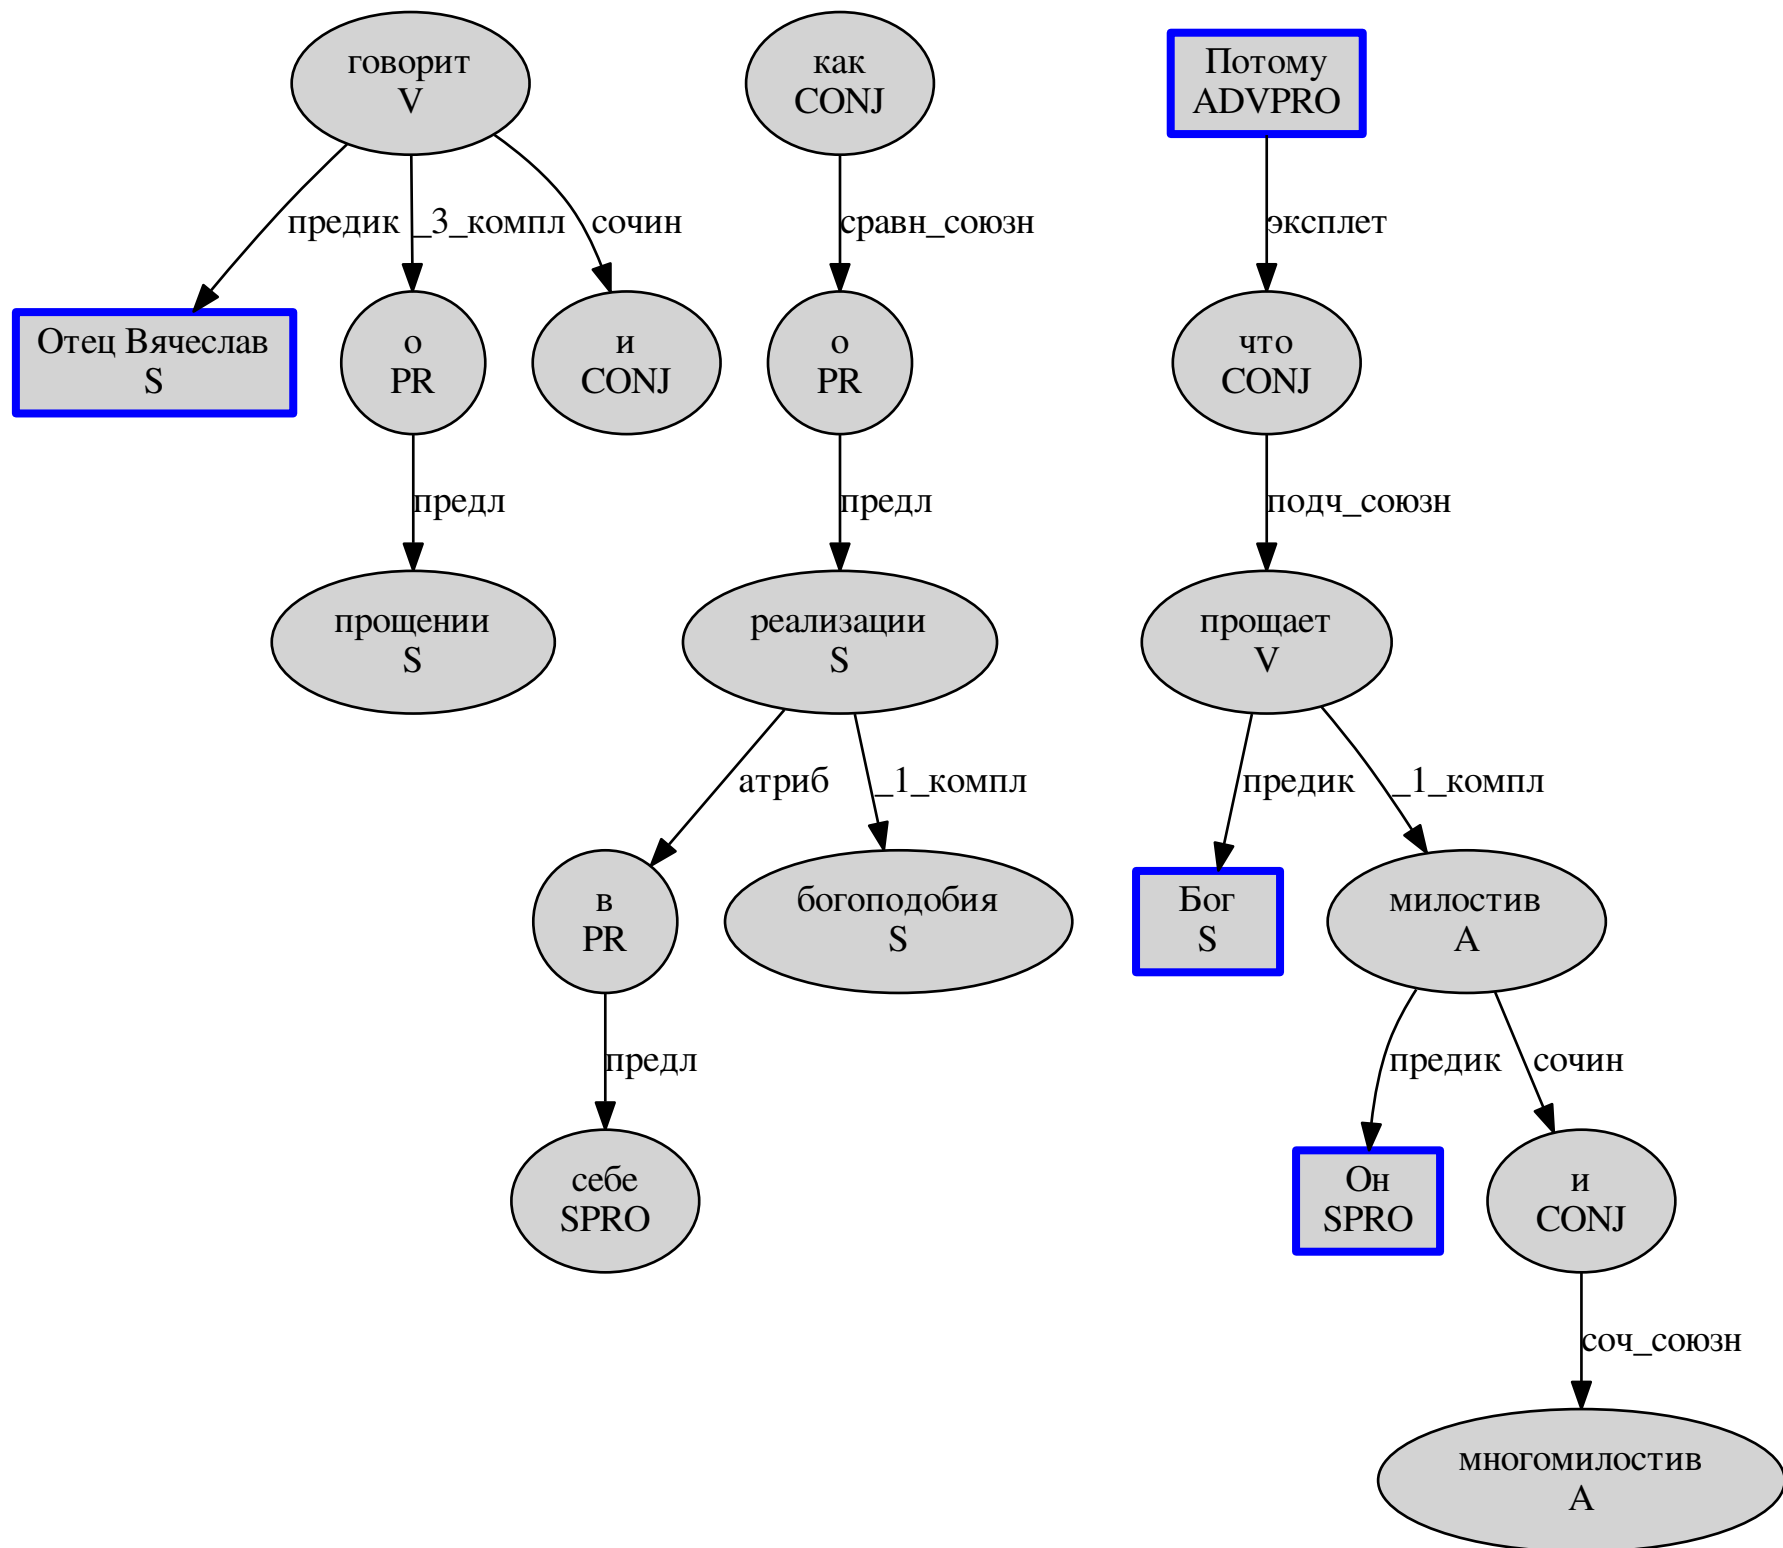 говорит
V
как
CONJ
Потому
ADVPRO
предик
_3_компл
сочин
сравн_союзн
эксплет
Отец Вячеслав
S
о
PR
и
CONJ
о
PR
что
CONJ
предл
предл
подч_союзн
прощении
S
реализации
S
прощает
V
атриб
_1_компл
предик
_1_компл
в
PR
богоподобия
S
Бог
S
милостив
A
предл
предик
сочин
себе
SPRO
Он
SPRO
и
CONJ
соч_союзн
многомилостив
A